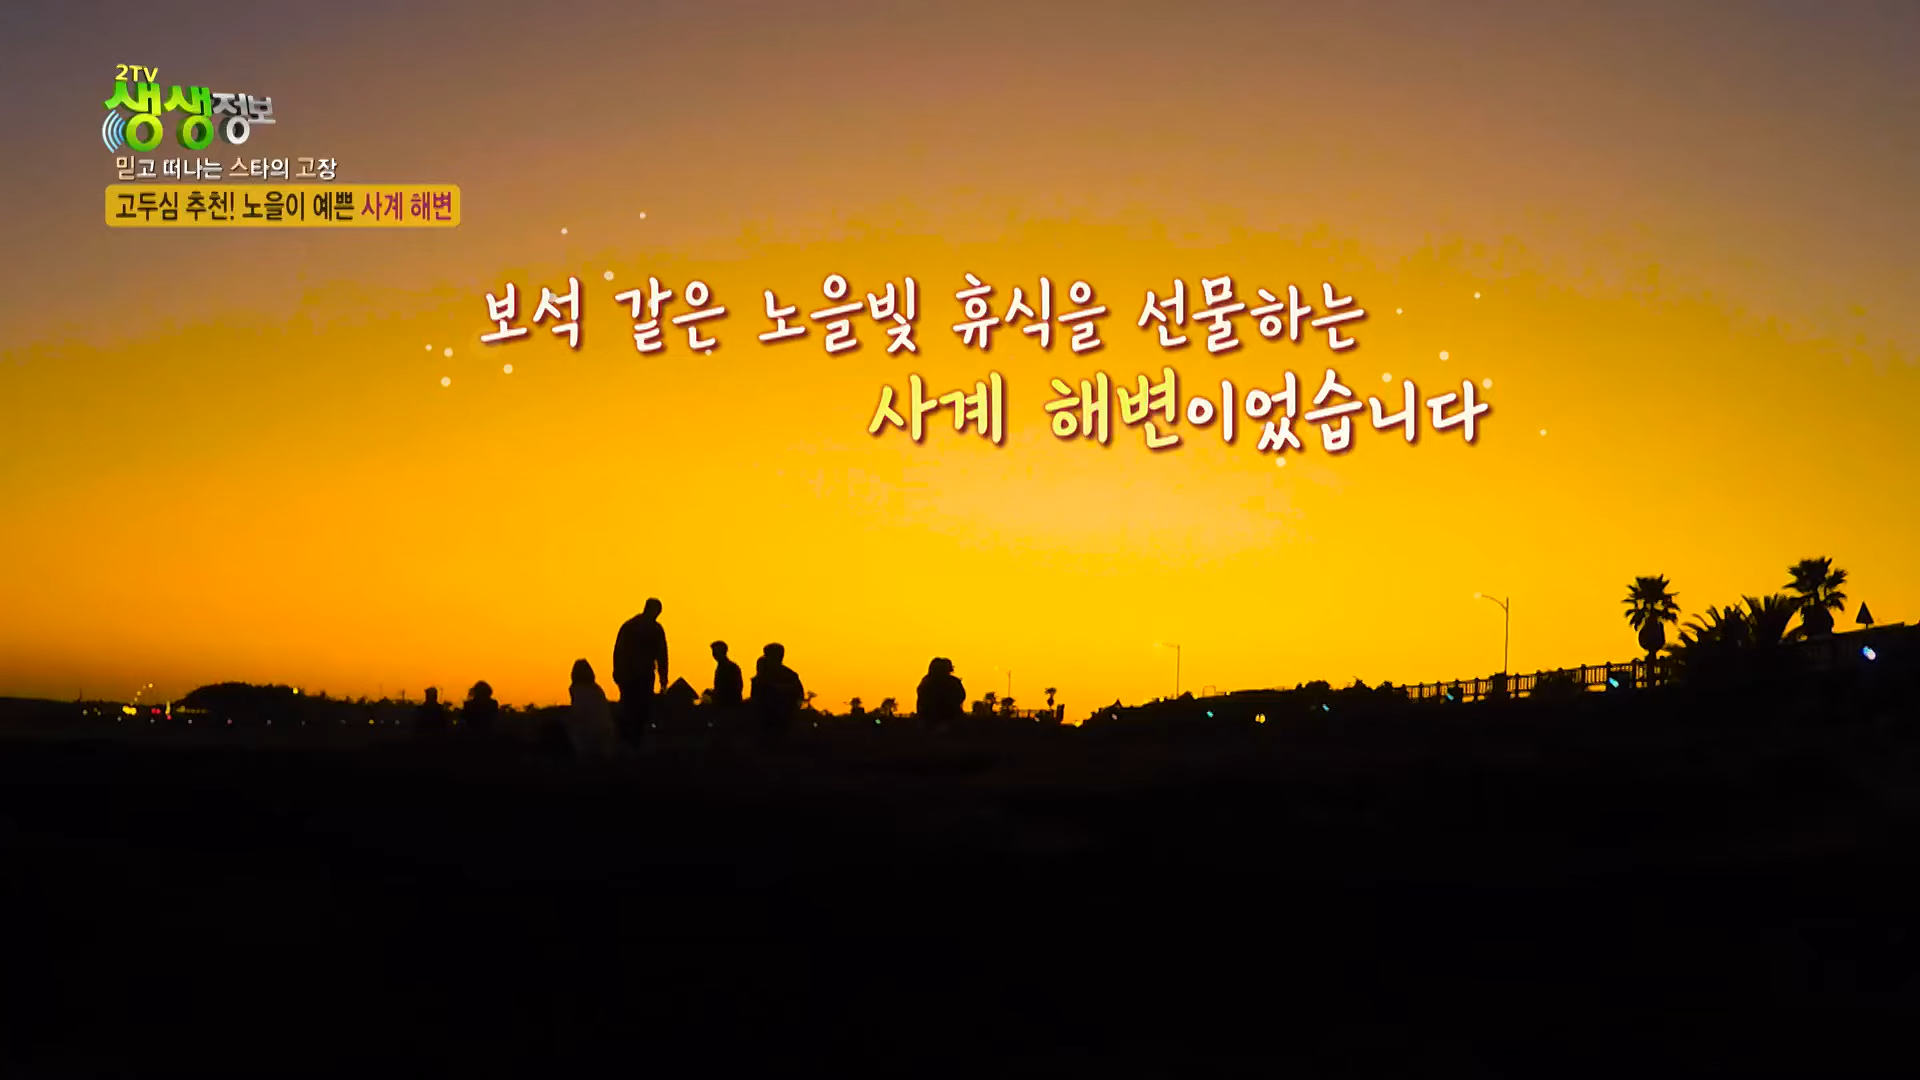 2TV
생생정보
믿고 떠나는 스타의 고장
고두심 추천! 노을이 예쁜 사계 해변
보석 같은 노을빛 휴식을 선물하는
사계 해변이었습니다